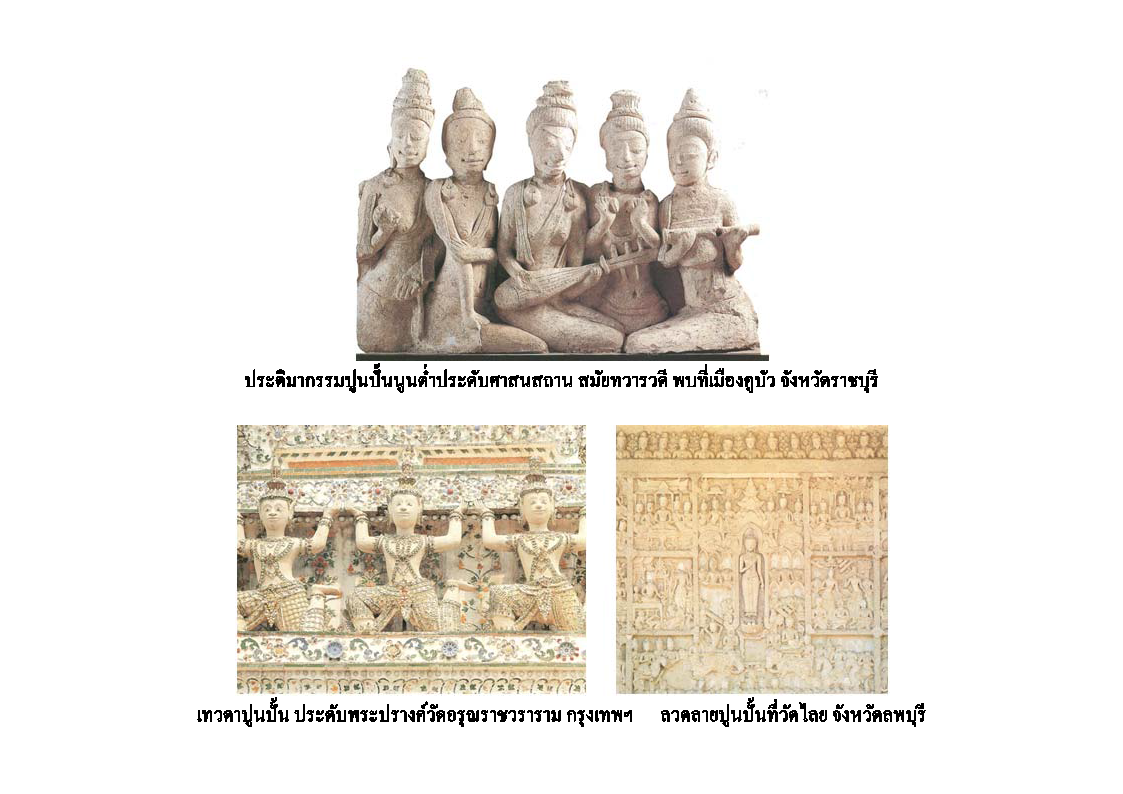 ประติมากรรมปูนปั้นนูนต่ำประดับศาสนสถาน สมัยทวารวดี พบที่เมืองคูบัว จังหวัดราชบุรี
เทวดาปูนปั้น ประดับพระปรางค์วัดอรุณราชวราราม กรุงเทพฯ
ลวดลายปูนปั้นที่วัดไลย จังหวัดลพบุรี